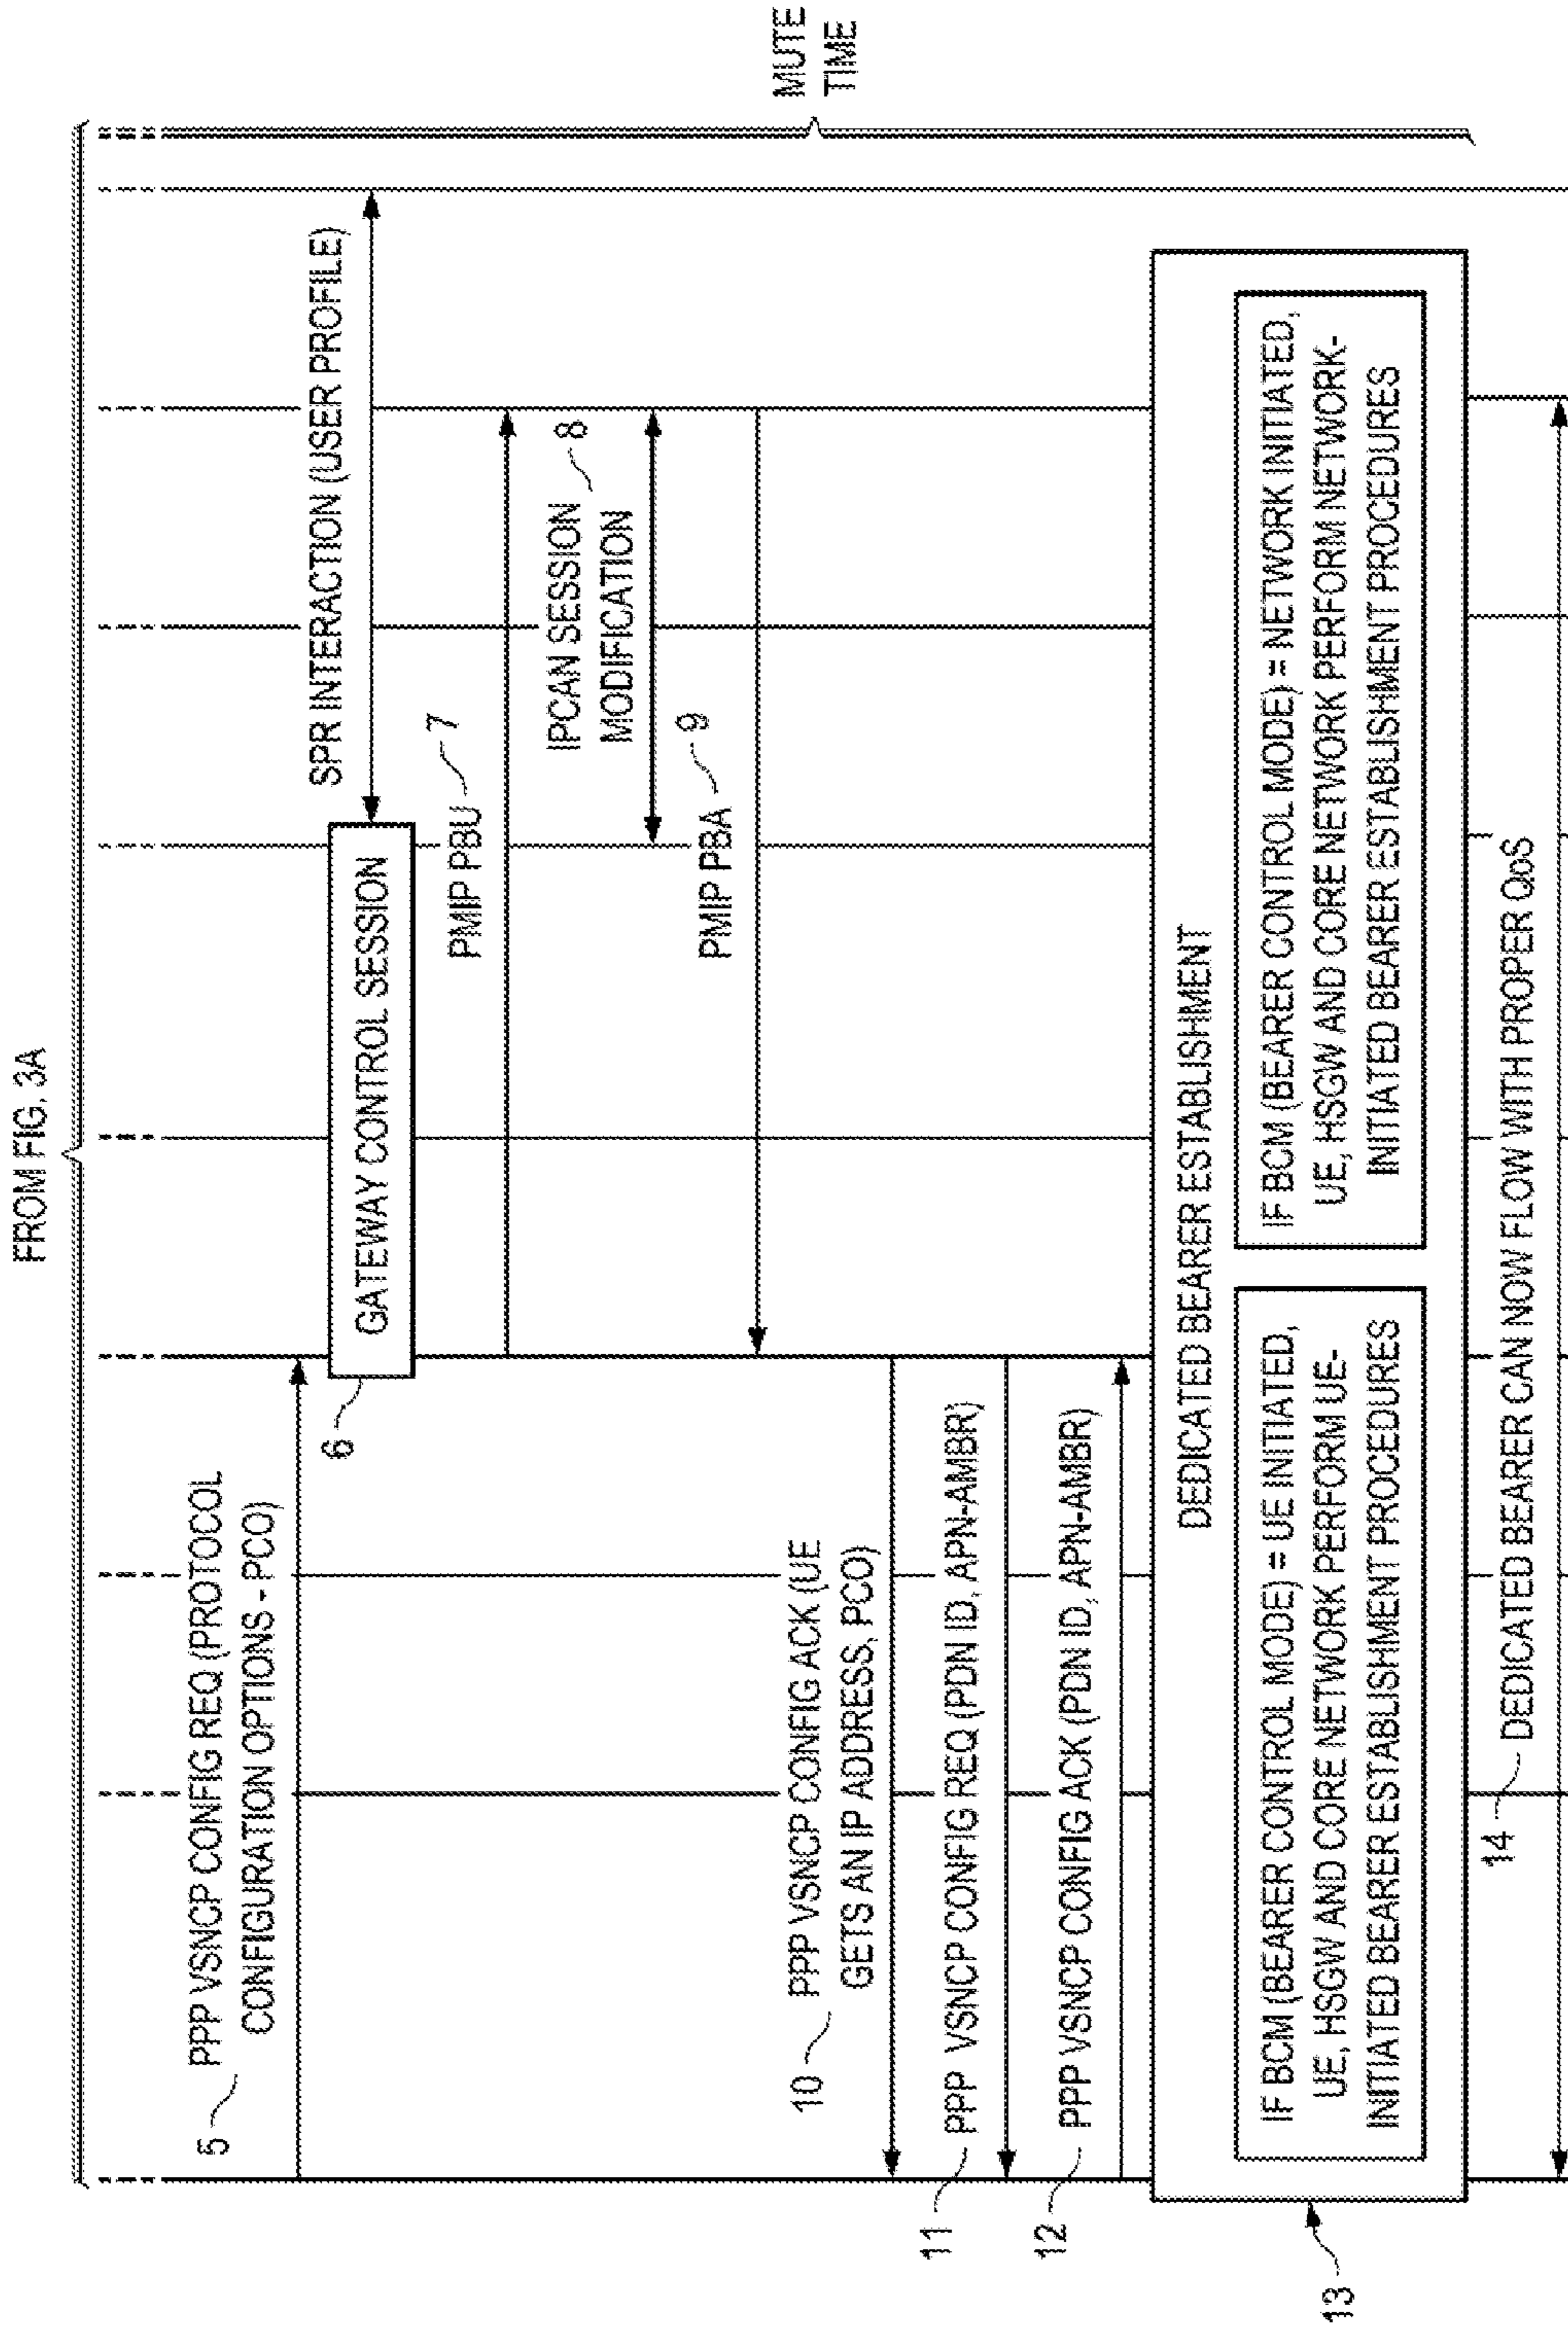 FROM FIG. 3A
5
PPP VSNCP CONFIG REQ (PROTOCOL
CONFIGURATION OPTIONS - PCO)
SPR INTERACTION (USER PROFILE)
6
GATEWAY CONTROL SESSION
PMIP PBU
7
IPCAN SESSION
MODIFICATION
8
PMIP PBA
9
10
PPP VSNCP CONFIG ACK (UE
GETS AN IP ADDRESS, PCO)
11
PPP VSNCP CONFIG REQ (PDN ID, APN-AMBR)
12
PPP VSNCP CONFIG ACK (PDN ID, APN-AMBR)
13
DEDICATED BEARER ESTABLISHMENT
IF BCM (BEARER CONTROL MODE) = UE INITIATED,
UE, HSGW AND CORE NETWORK PERFORM UE-
INITIATED BEARER ESTABLISHMENT PROCEDURES
IF BCM (BEARER CONTROL MODE) = NETWORK INITIATED,
UE, HSGW AND CORE NETWORK PERFORM NETWORK-
INITIATED BEARER ESTABLISHMENT PROCEDURES
14
DEDICATED BEARER CAN NOW FLOW WITH PROPER QoS
MUTE
TIME